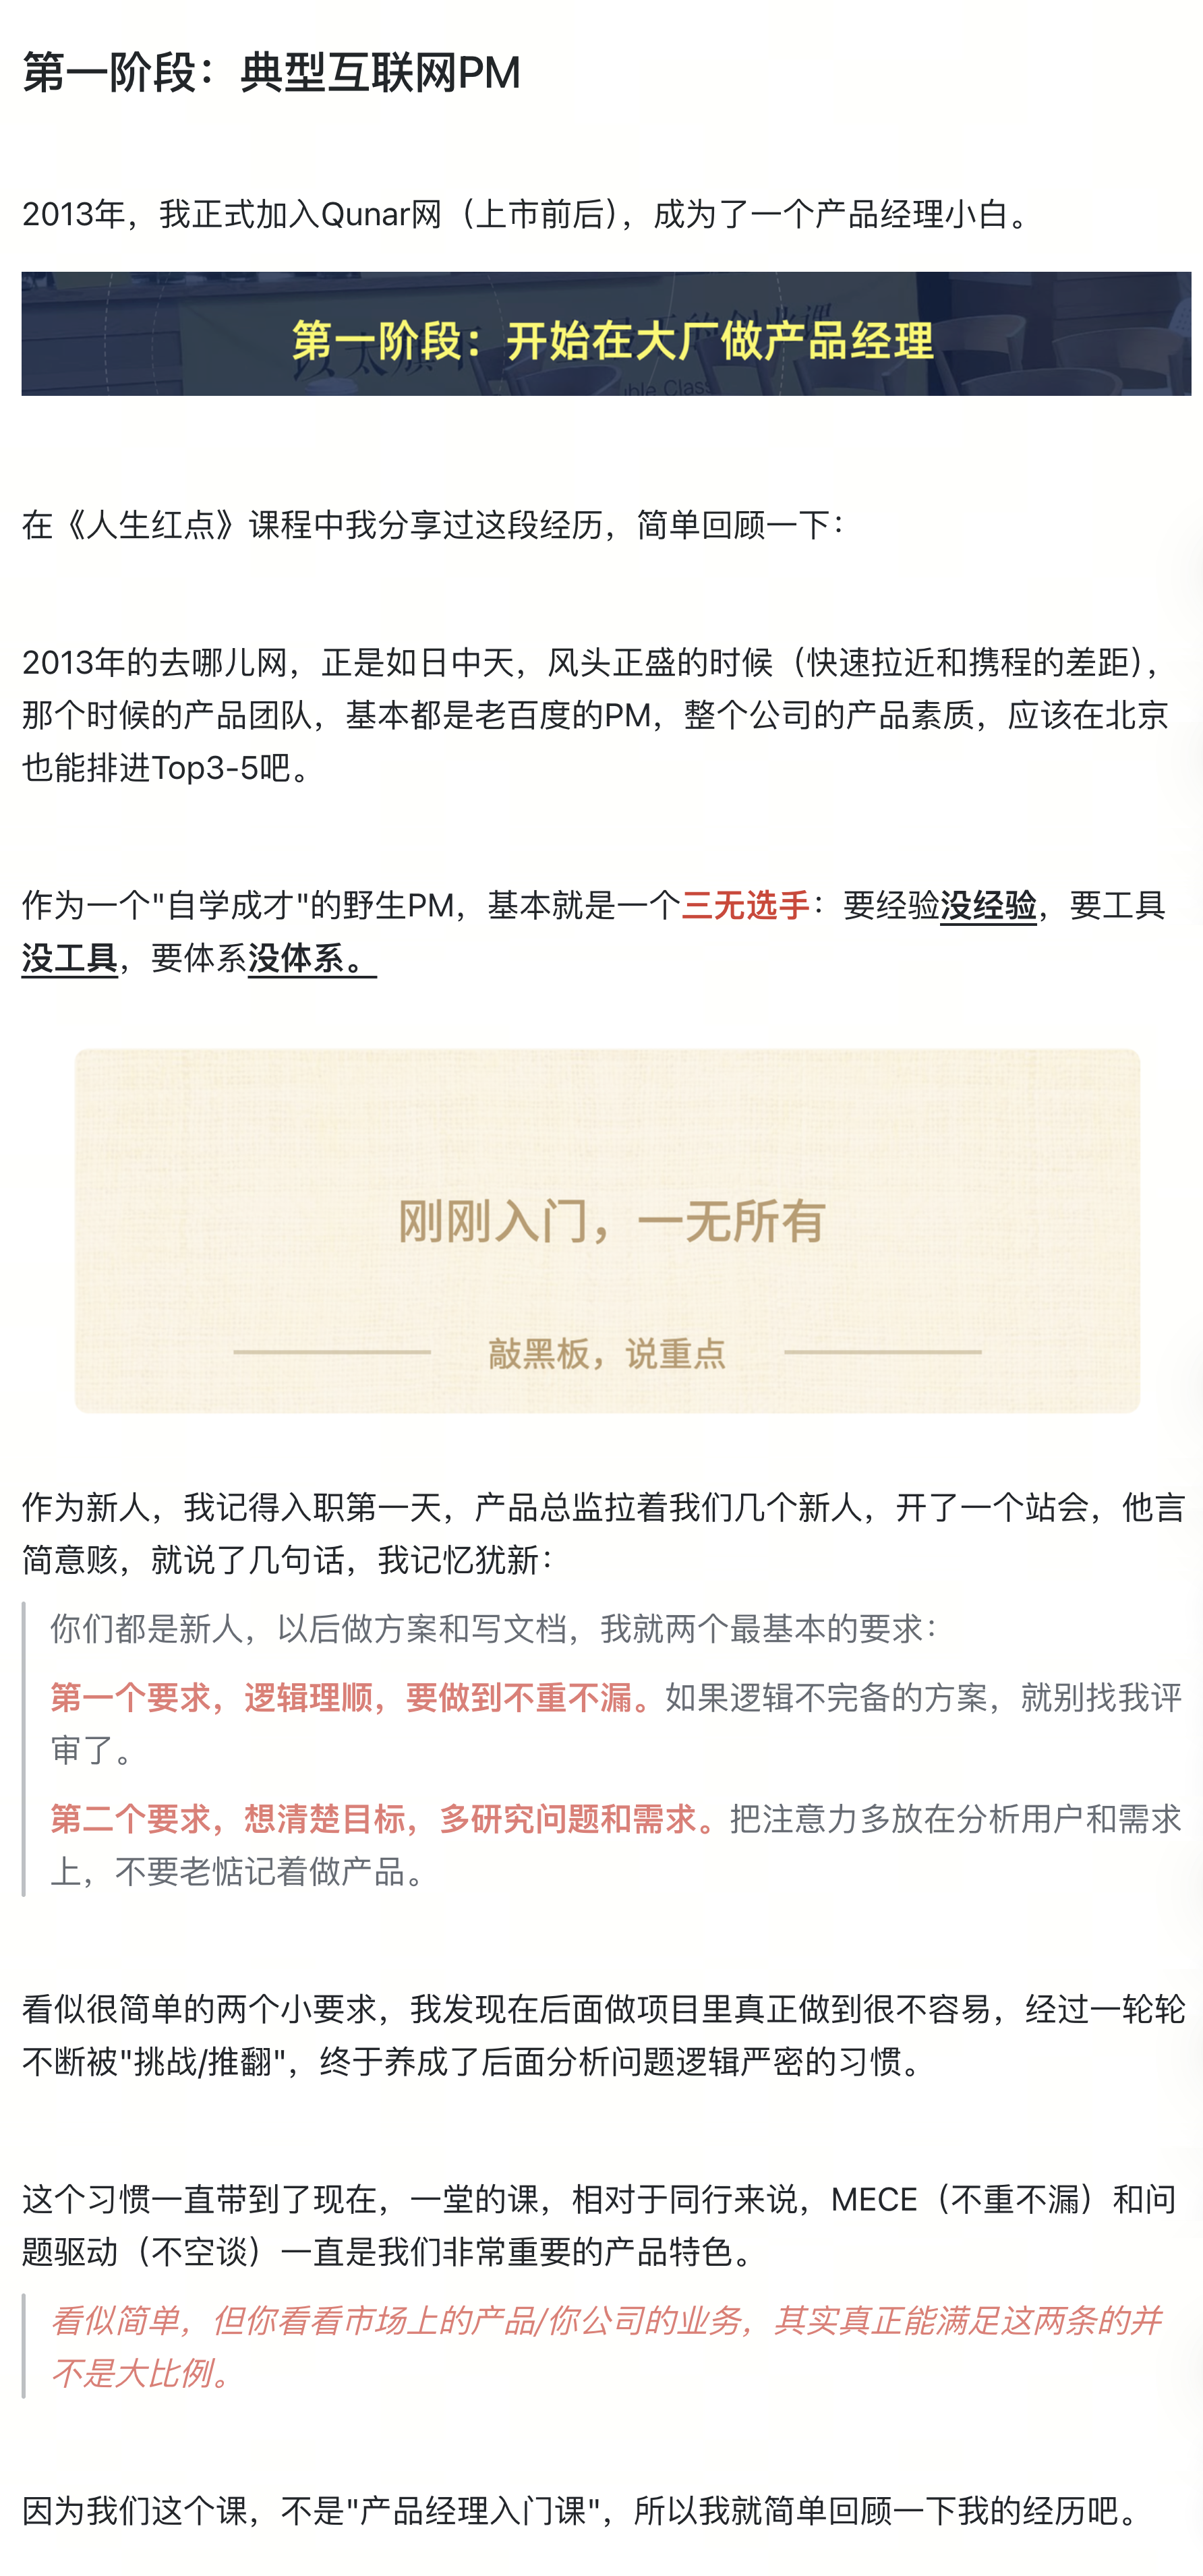 第一阶段：典型互联网PM
2013年，我正式加入Qunar网（上市前后），成为了一个产品经理小白。
第一阶段：开始在大厂做产品经理
uble Class
在《人生红点》课程中我分享过这段经历，简单回顾一下：
2013年的去哪儿网，正是如日中天，风头正盛的时候（快速拉近和携程的差距），
那个时候的产品团队，基本都是老百度的PM，整个公司的产品素质，应该在北京
也能排进Top3-5吧。
作为一个"自学成才"的野生PM，基本就是一个三无选手：要经验没经验，要工具
没工具，要体系没体系。
刚刚入门，一无所有
敲黑板，说重点
作为新人，我记得入职第一天，产品总监拉着我们几个新人，开了一个站会，他言
简意赅，就说了几句话，我记忆犹新：
你们都是新人，以后做方案和写文档，我就两个最基本的要求：
第一个要求，逻辑理顺，要做到不重不漏。如果逻辑不完备的方案，就别找我评
审了。
第二个要求，想清楚目标，多研究问题和需求。把注意力多放在分析用户和需求
上，不要老惦记着做产品。
看似很简单的两个小要求，我发现在后面做项目里真正做到很不容易，经过一轮轮
不断被"挑战/推翻"，终于养成了后面分析问题逻辑严密的习惯。
这个习惯一直带到了现在，一堂的课，相对于同行来说，MECE（不重不漏）和问
题驱动（不空谈）一直是我们非常重要的产品特色。
看似简单，但你看看市场上的产品/你公司的业务，其实真正能满足这两条的并
不是大比例。
因为我们这个课，不是"产品经理入门课"，所以我就简单回顾一下我的经历吧。